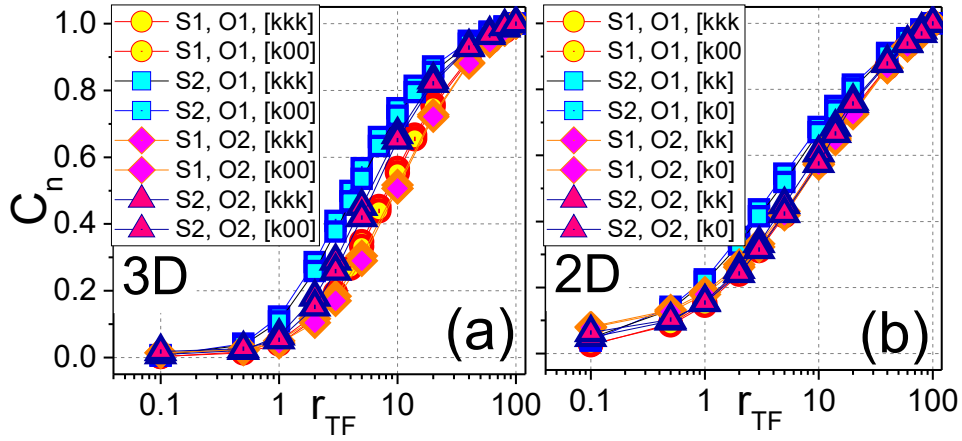 C_n
1.0
0.8
0.6
0.4
0.2
0.0
S1, O1, [kkk]
S1, O1, [k00]
S2, O1, [kkk]
S2, O1, [k00]
S1, O2, [kkk]
S1, O2, [k00]
S2, O2, [kkk]
S2, O2, [k00]
3D
(a)
0.1 1 10 100
r_TF
S1, O1, [kkk
S1, O1, [k00
S2, O1, [kk]
S2, O1, [k0]
S1, O2, [kk]
S1, O2, [k0]
S2, O2, [kk]
S2, O2, [k0]
2D
(b)
0.1 1 10 100
r_TF